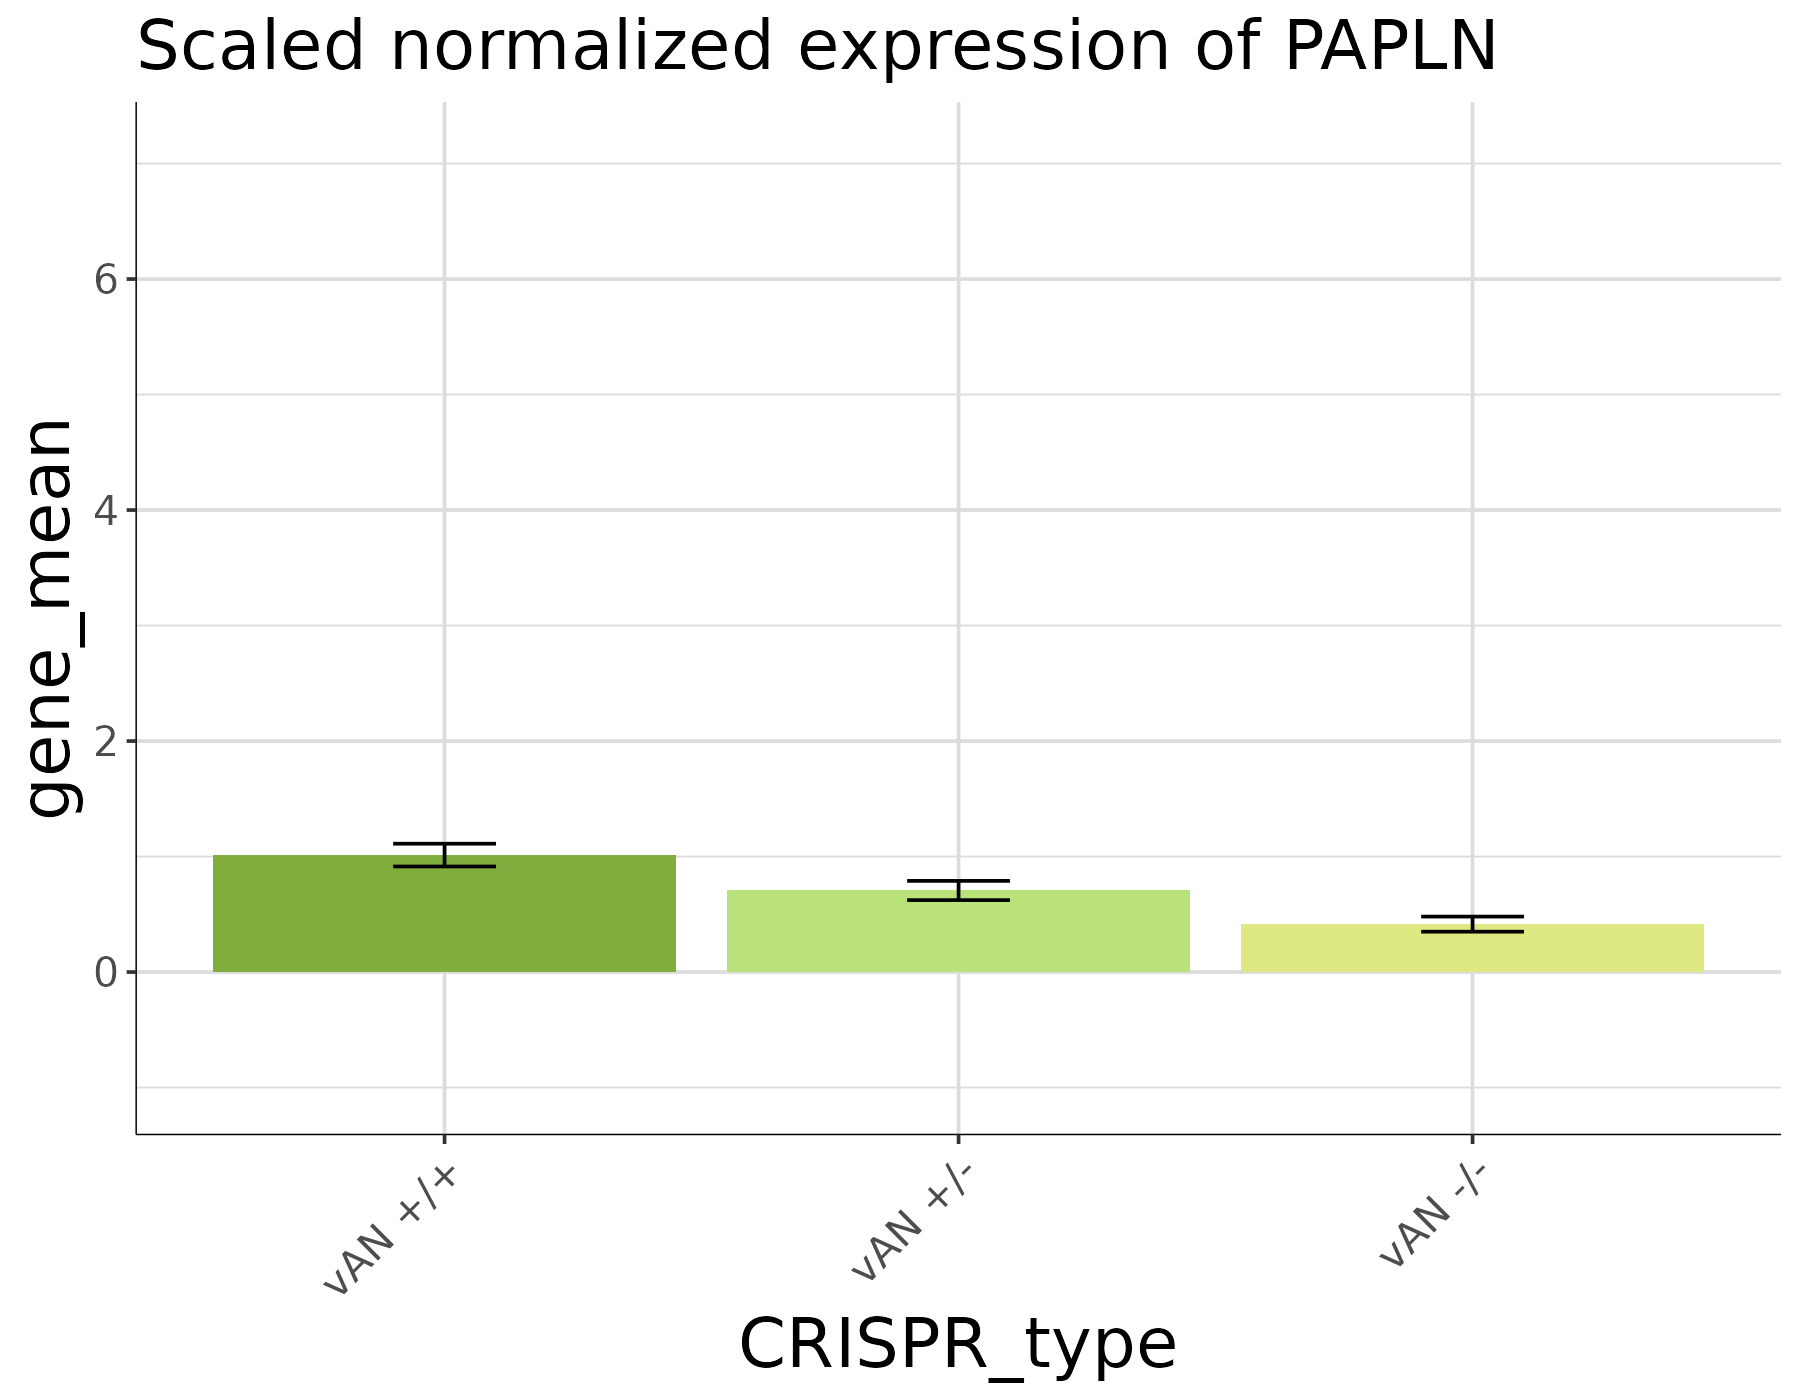 Scaled normalized expression of PAPLN
gene_mean
6
4
2
0
vAN +/+
vAN +/-
vAN -/-
CRISPR_type